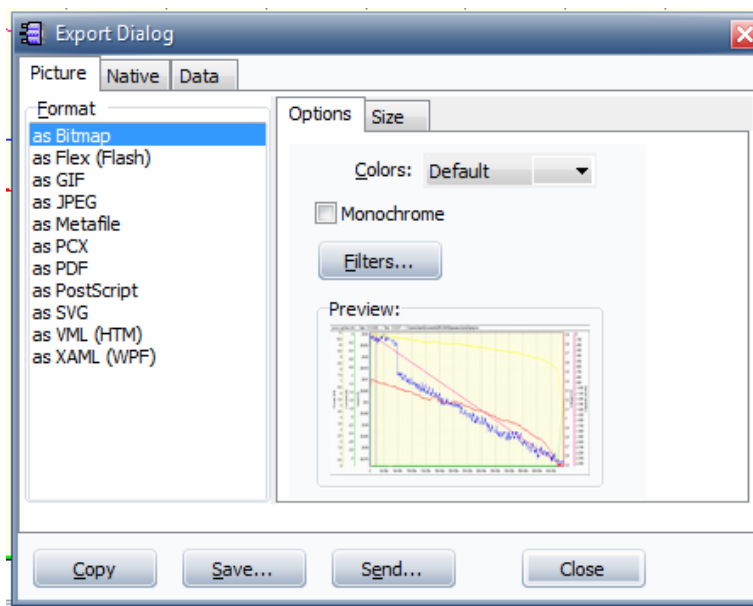 Export Dialog
Picture Native Data
Format
as Bitmap
as Flex (Flash)
as GIF
as JPEG
as Metafile
as PCX
as PDF
as PostScript
as SVG
as VML (HTM)
as XAML (WPF)
Options Size
Colors: Default
Monochrome
Filters...
Preview:
Copy Save... Send... Close